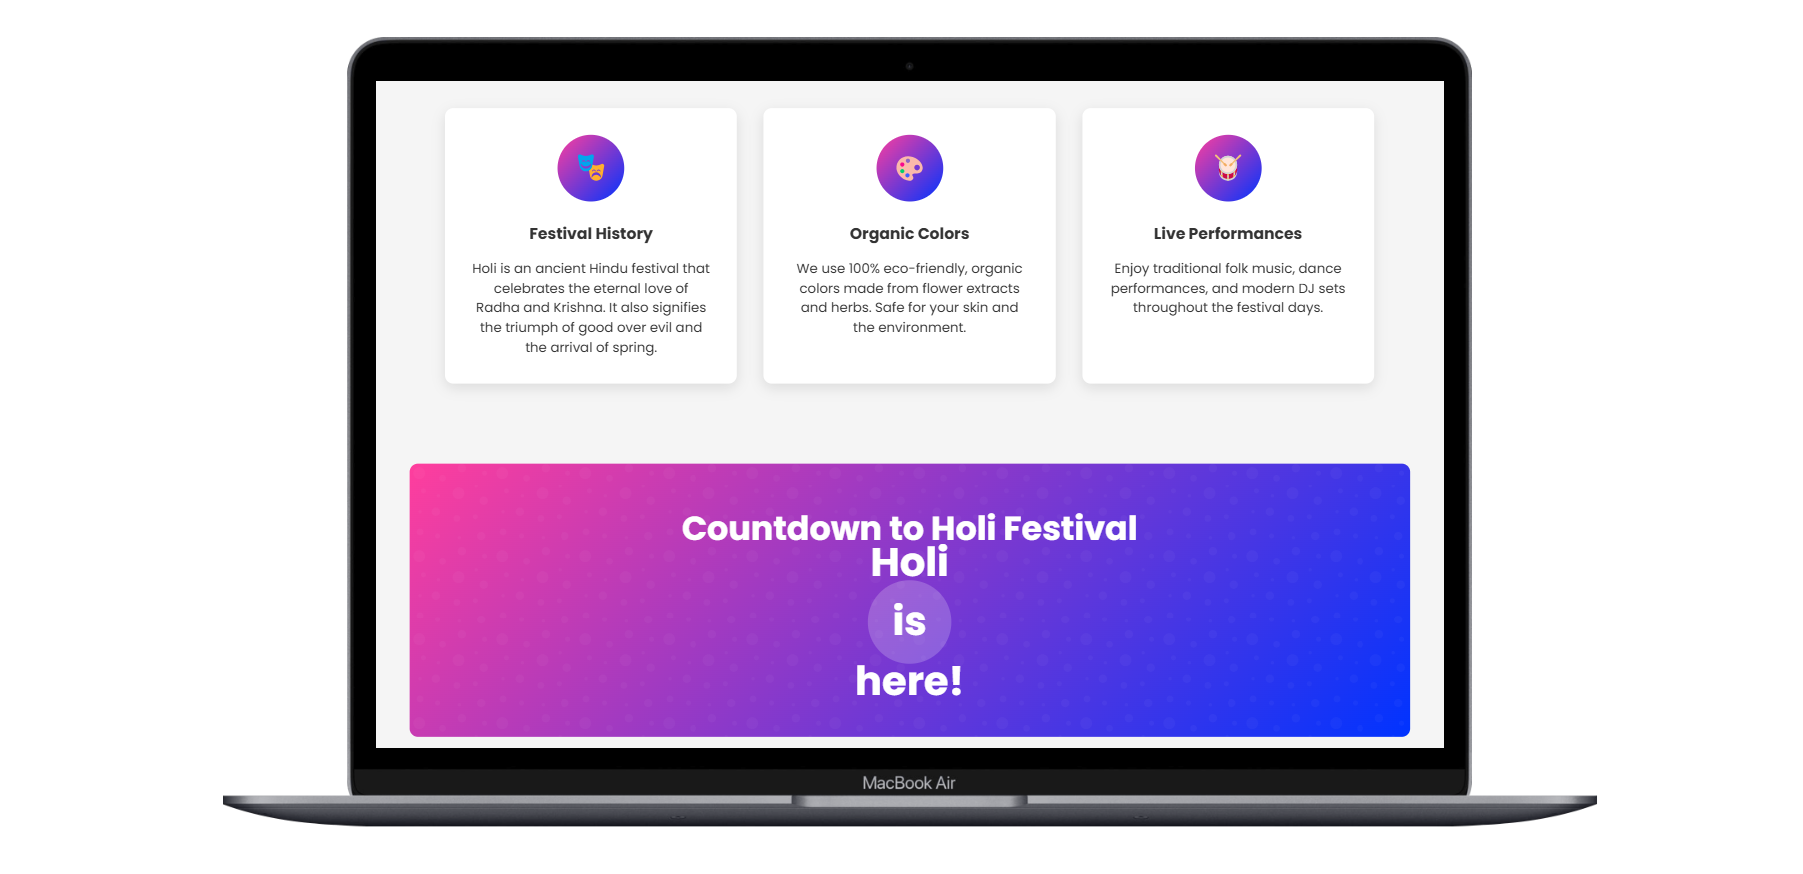 Festival History
Holi is an ancient Hindu festival that
celebrates the eternal love of
Radha and Krishna. It also signifies
the triumph of good over evil and
the arrival of spring.
Organic Colors
We use 100% eco-friendly, organic
colors made from flower extracts
and herbs. Safe for your skin and
the environment.
Live Performances
Enjoy traditional folk music, dance
performances, and modern DJ sets
throughout the festival days.
Countdown to Holi Festival
Holi
is
here!
MacBook Air